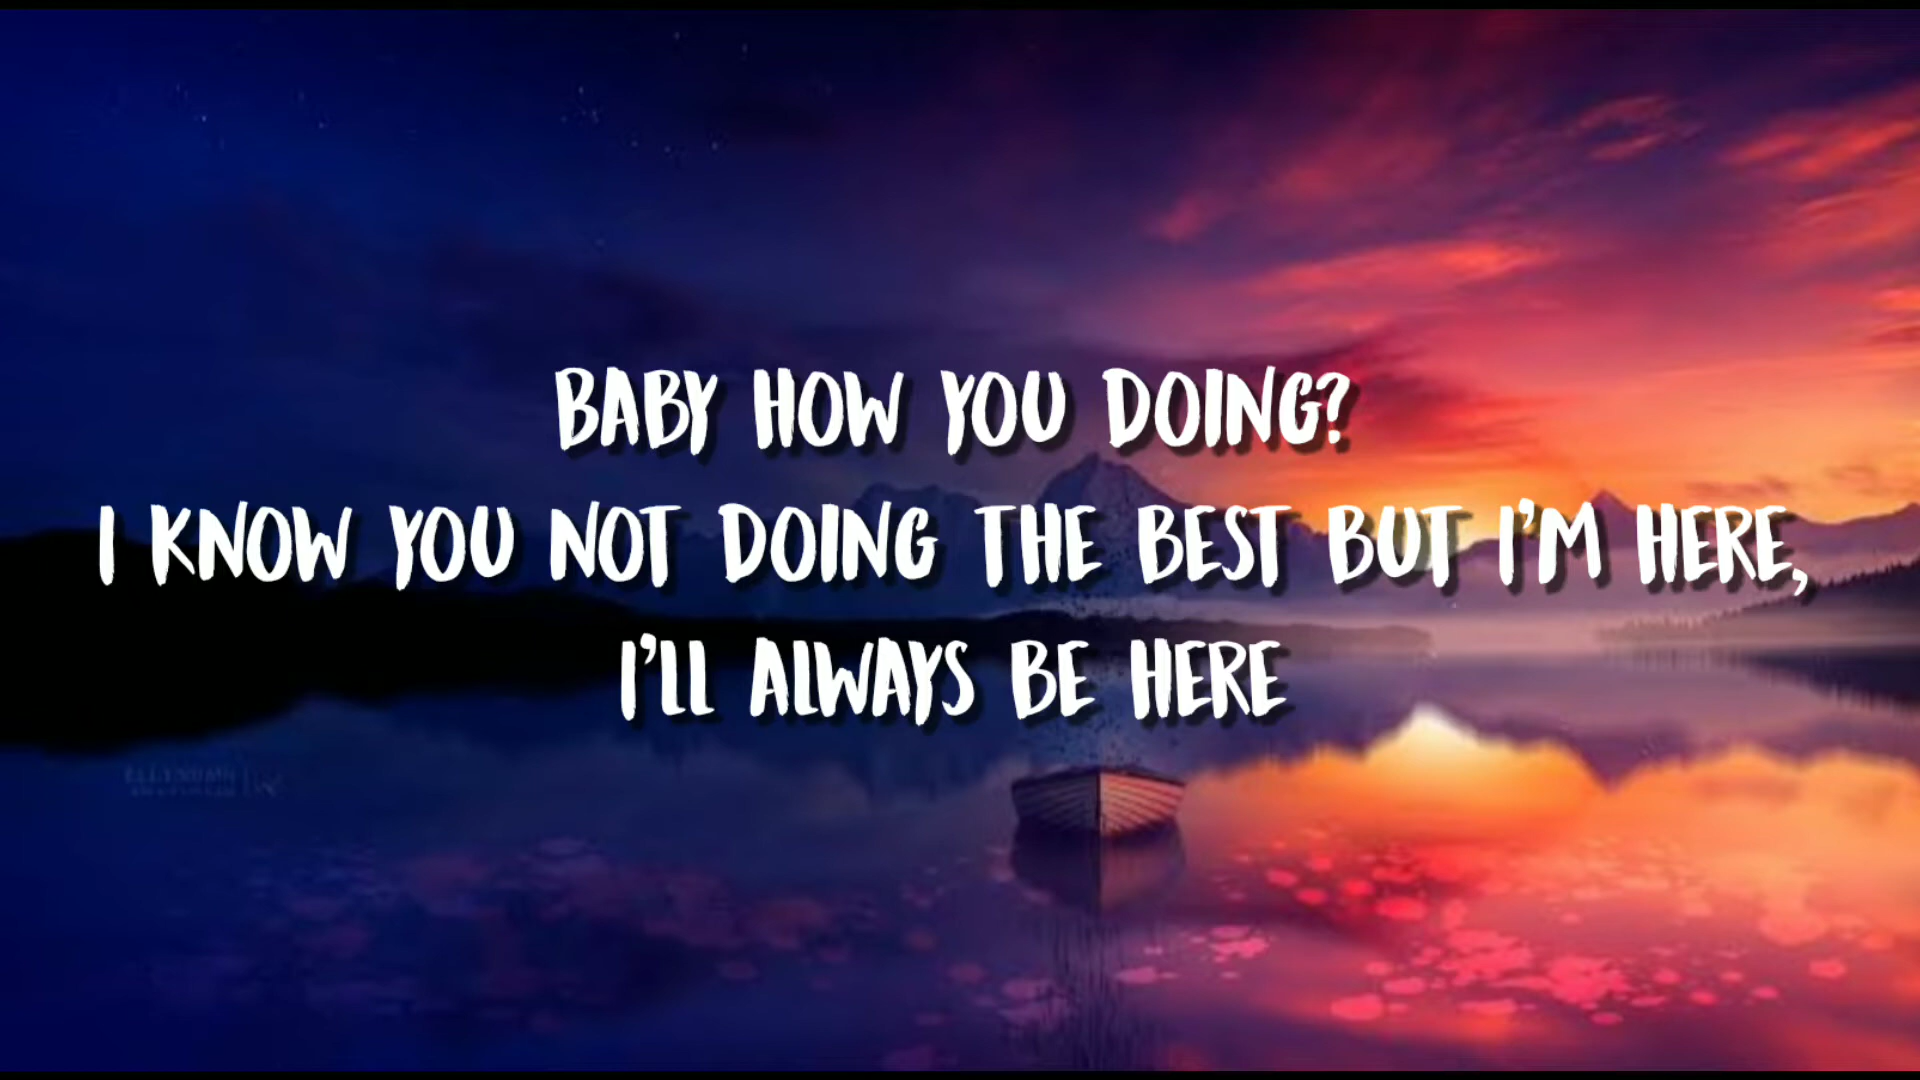 BABY HOW YOU DOING?
I KNOW YOU NOT DOING THE BEST BUT I'M HERE,
I'LL ALWAYS BE HERE